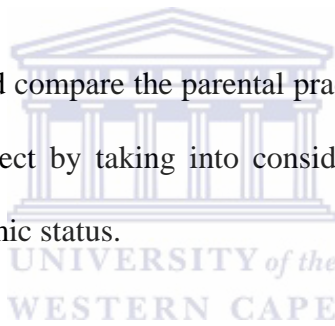 d compare the parental pra
ect by taking into consid
nic status.
UNIVERSITY of the
WESTERN CAPE